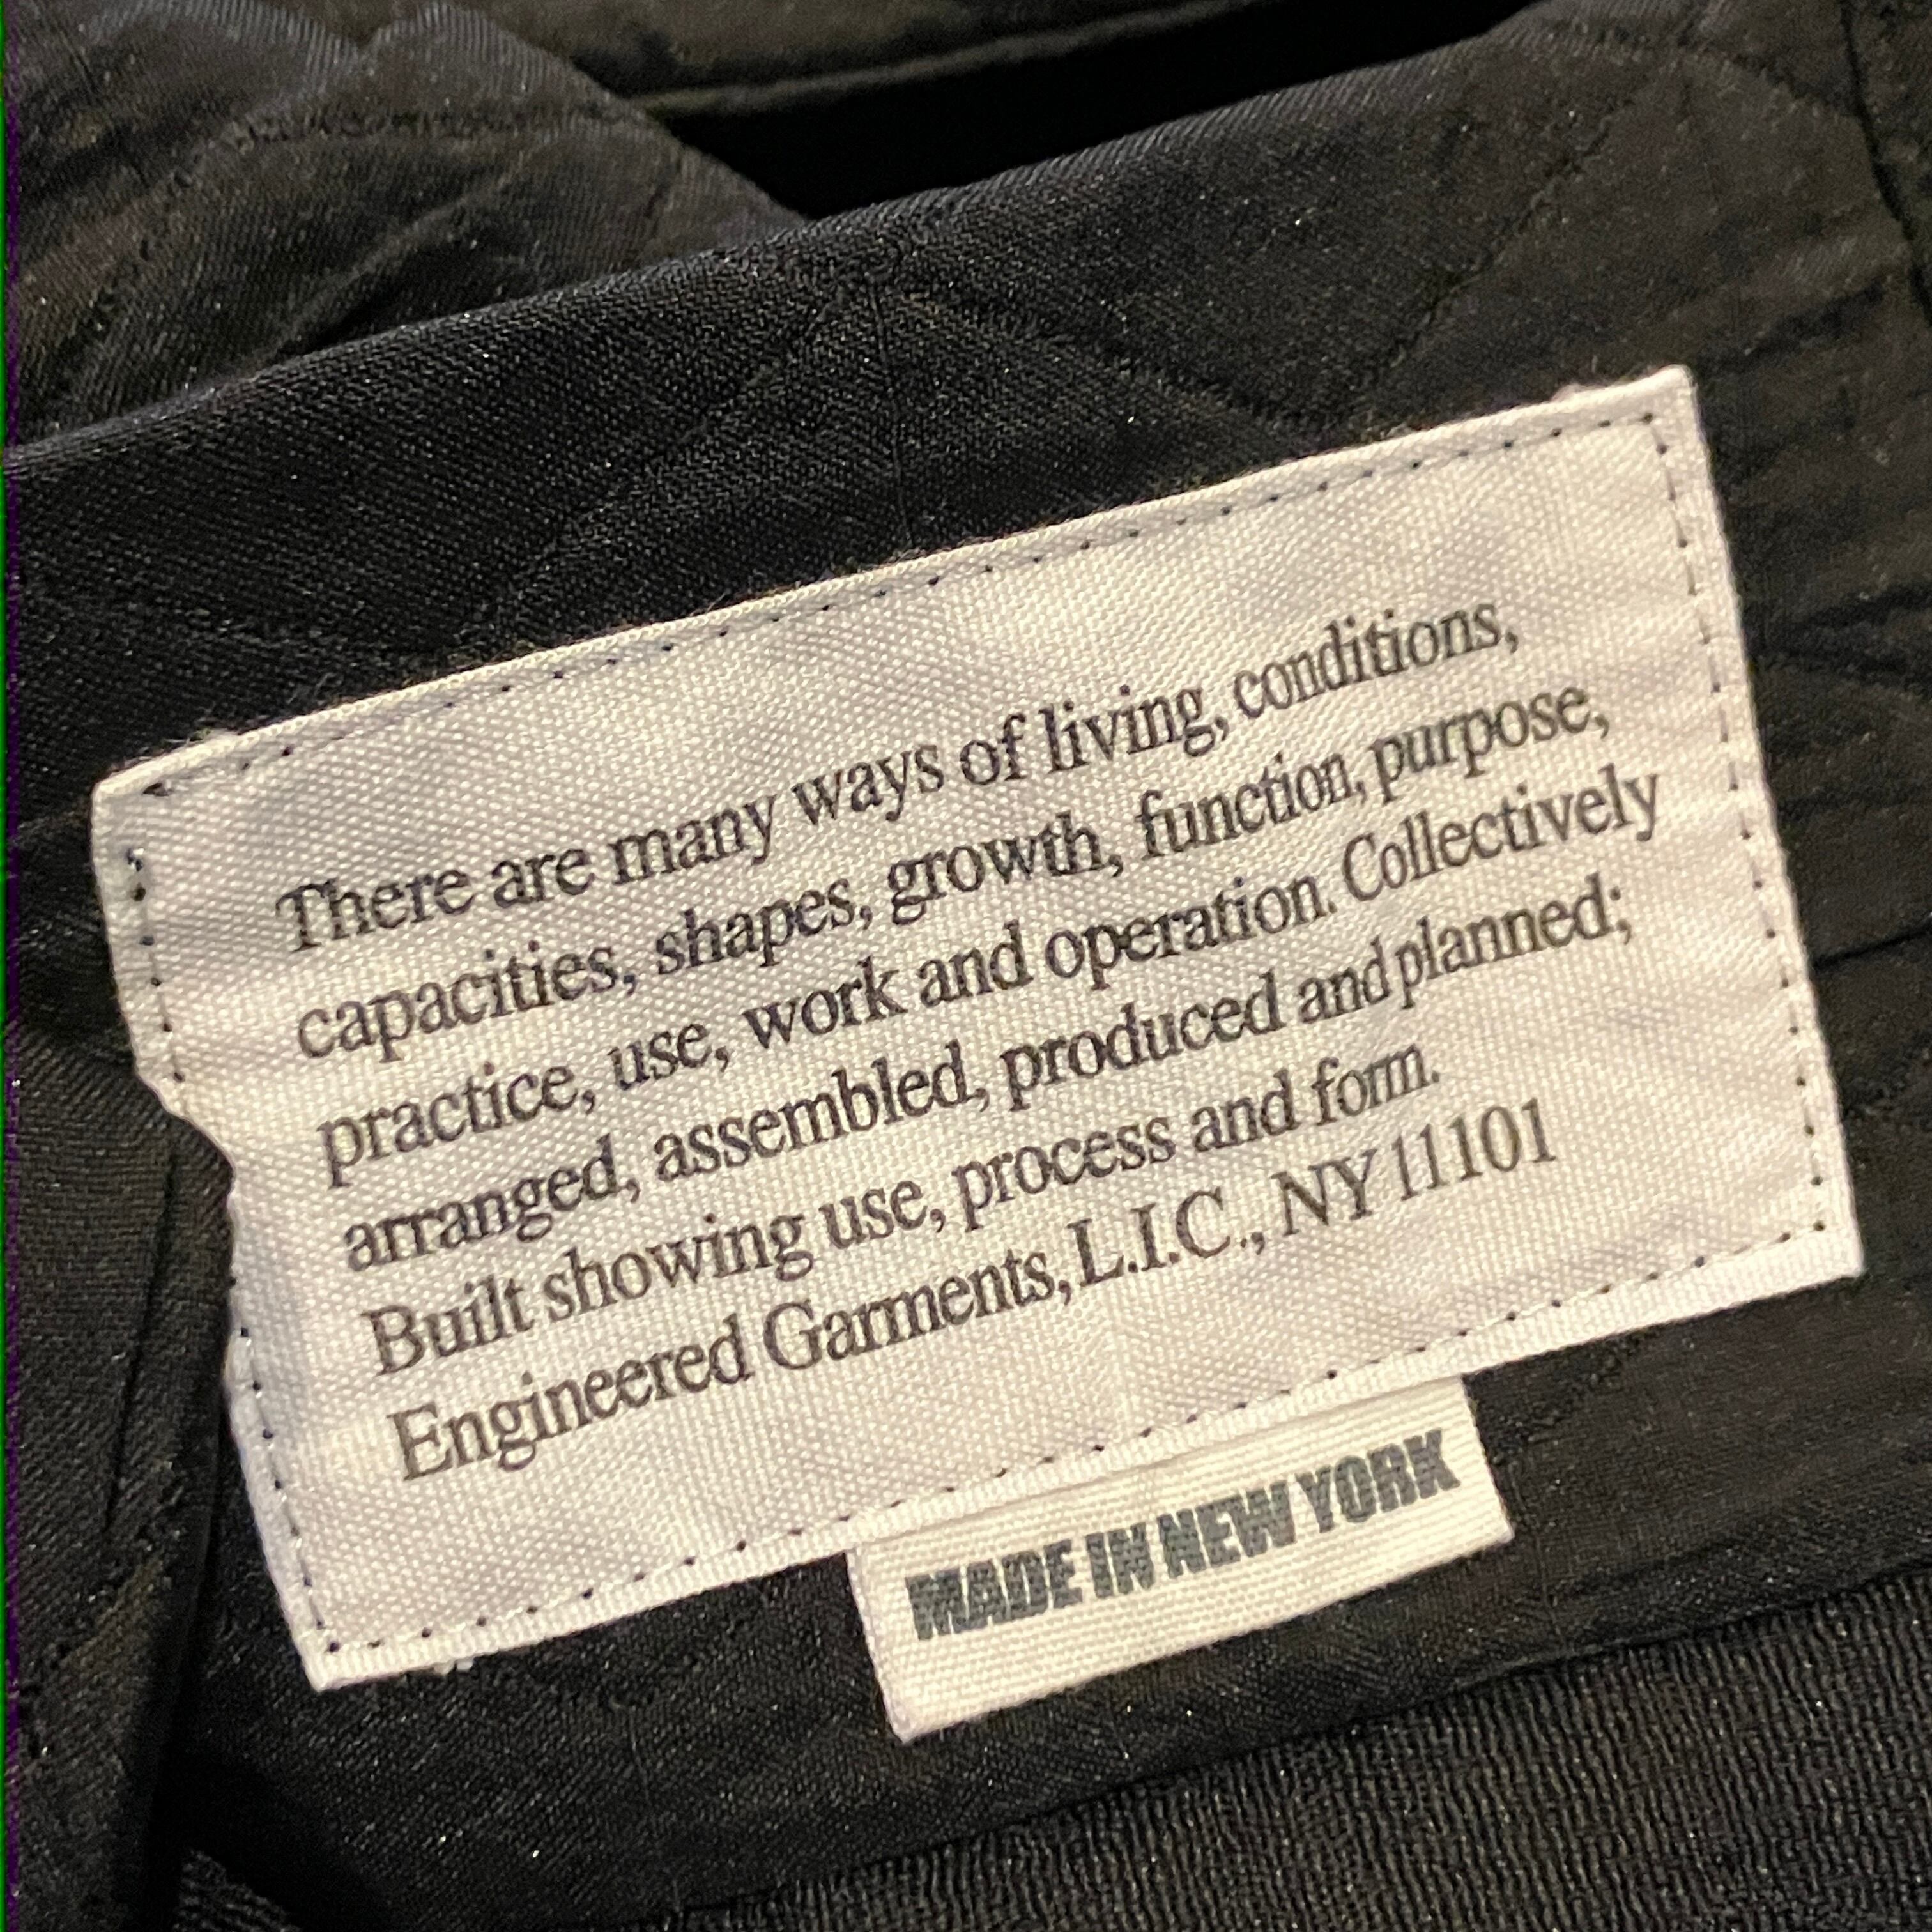 There are many ways of living, conditions,
capacities, shapes, growth, function, purpose,
practice, use, work and operation. Collectively
arranged, assembled, produced and planned;
Built showing use, process and form.
Engineered Garments, L.I.C., NY 11101
MADE IN NEW YORK